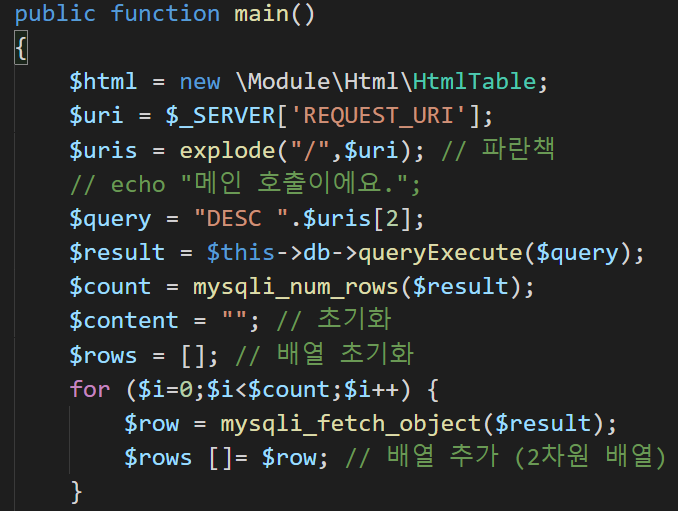 public function main()
{
$html = new \Module\Html\HtmlTable;
$uri = $_SERVER['REQUEST_URI'];
$uris = explode("/",$uri); // 파란책
// echo "메인 호출이에요.";
$query = "DESC ".$uris[2];
$result = $this->db->queryExecute($query);
$count = mysqli_num_rows($result);
$content = ""; // 초기화
$rows = []; // 배열 초기화
for ($i=0;$i<$count;$i++) {
$row = mysqli_fetch_object($result);
$rows []= $row; // 배열 추가 (2차원 배열)
}